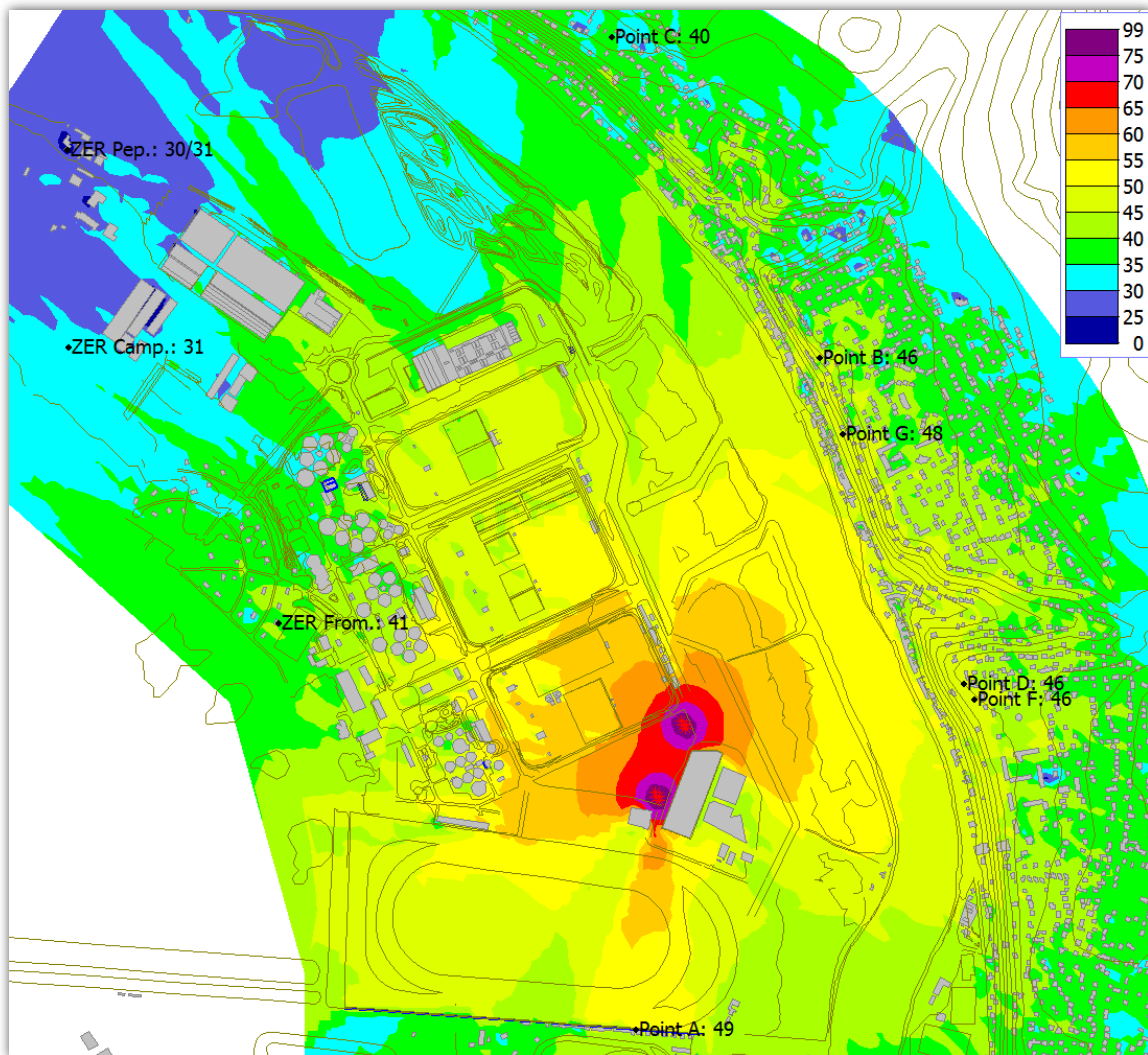 Point C: 40
99
75
70
65
60
55
50
45
40
35
30
25
0
ZER Pep.: 30/31
ZER Camp.: 31
Point B: 46
Point G: 48
ZER From.: 41
Point D: 46
Point F: 46
Point A: 49